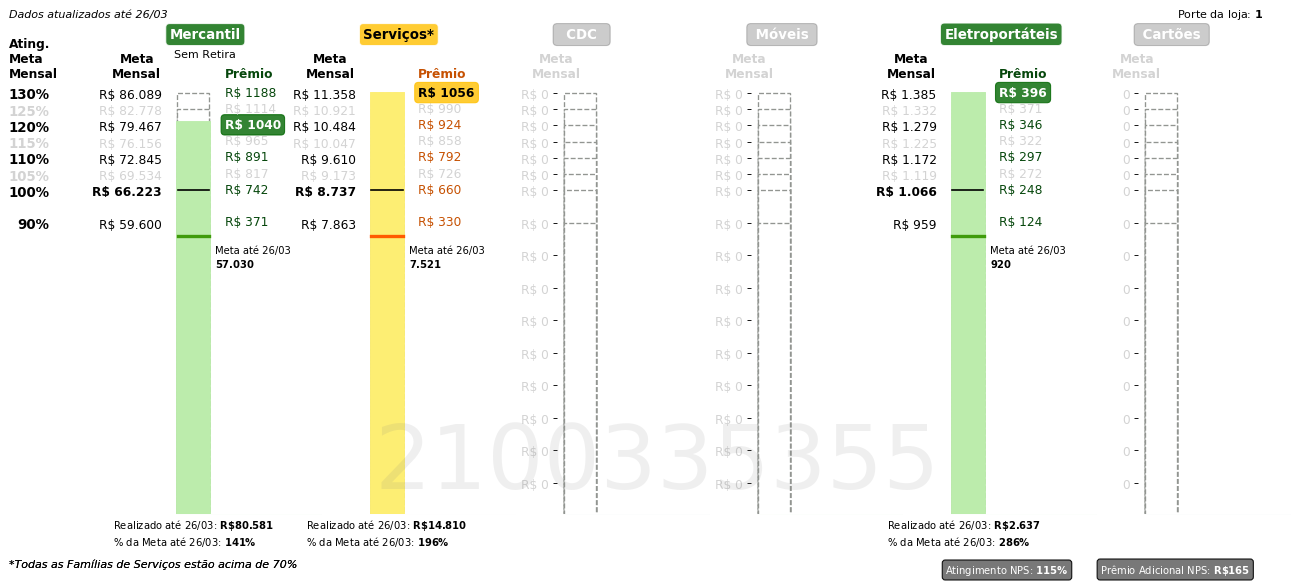 Dados atualizados até 26/03
Porte da loja: 1
Mercantil
Serviços*
CDC
Móveis
Eletroportáteis
Cartões
Sem Retira
Ating. Meta Mensal
Meta Mensal Prêmio
Meta Mensal Prêmio
Meta Mensal
Meta Mensal
Meta Mensal Prêmio
Meta Mensal
130% R$ 86.089 R$ 1188 R$ 11.358 R$ 1056 R$ 0 R$ 0 R$ 1.385 R$ 396 0
125% R$ 82.778 R$ 1114 R$ 10.921 R$ 990 R$ 0 R$ 0 R$ 1.332 R$ 371 0
120% R$ 79.467 R$ 1040 R$ 10.484 R$ 924 R$ 0 R$ 0 R$ 1.279 R$ 346 0
115% R$ 76.156 R$ 965 R$ 10.047 R$ 858 R$ 0 R$ 0 R$ 1.225 R$ 322 0
110% R$ 72.845 R$ 891 R$ 9.610 R$ 792 R$ 0 R$ 0 R$ 1.172 R$ 297 0
105% R$ 69.534 R$ 817 R$ 9.173 R$ 726 R$ 0 R$ 0 R$ 1.119 R$ 272 0
100% R$ 66.223 R$ 742 R$ 8.737 R$ 660 R$ 0 R$ 0 R$ 1.066 R$ 248 0
90% R$ 59.600 R$ 371 R$ 7.863 R$ 330 R$ 0 R$ 0 R$ 959 R$ 124 0
Meta até 26/03 Meta até 26/03 R$ 0 R$ 0 Meta até 26/03 0
57.030 7.521 920
R$ 0 R$ 0 0
R$ 0 R$ 0 0
R$ 0 R$ 0 0
R$ 0 R$ 0 0
R$ 0 R$ 0 0
R$ 0 R$ 0 0
R$ 0 R$ 0 0
2100335355
Realizado até 26/03: R$80.581 Realizado até 26/03: R$14.810 Realizado até 26/03: R$2.637
% da Meta até 26/03: 141% % da Meta até 26/03: 196% % da Meta até 26/03: 286%
*Todas as Famílias de Serviços estão acima de 70%
Atingimento NPS: 115%
Prêmio Adicional NPS: R$165